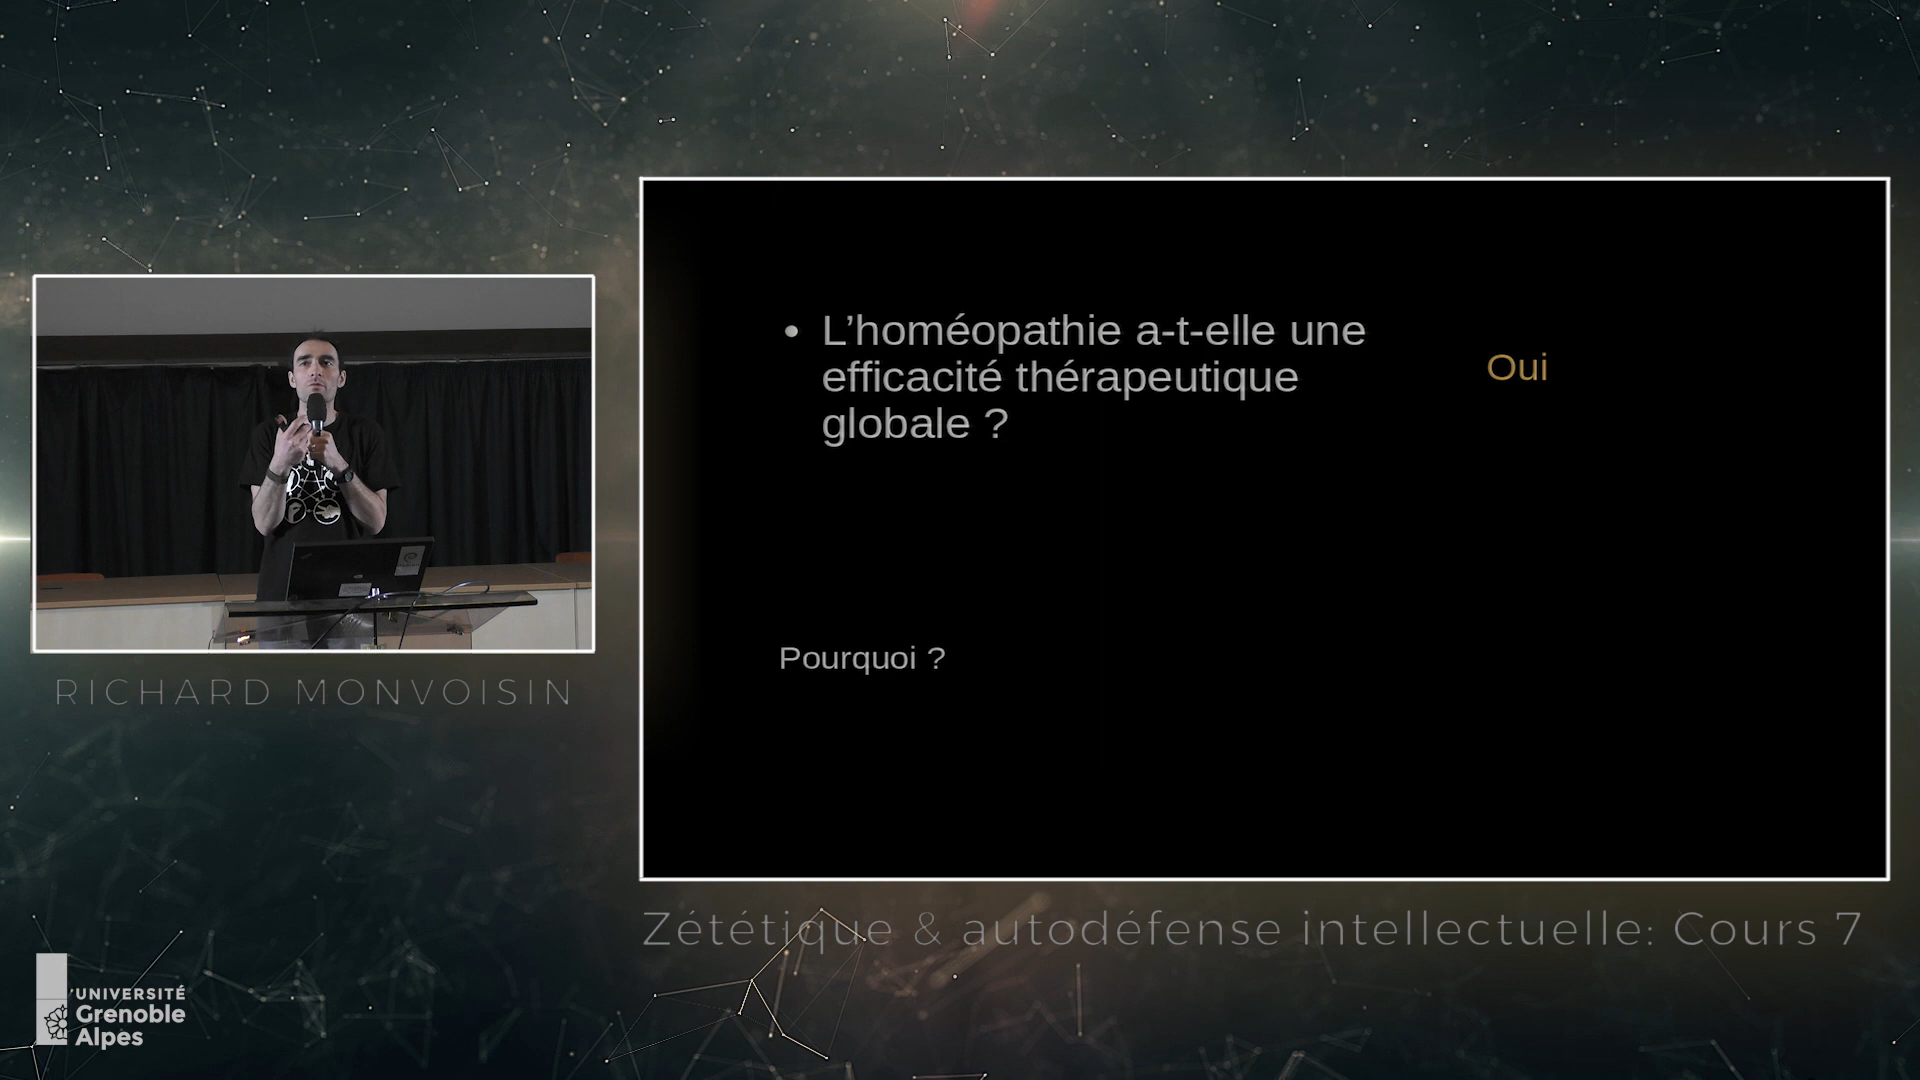 • L’homéopathie a-t-elle une
efficacité thérapeutique
globale ?
Oui
Pourquoi ?
RICHARD MONVOISIN
Zététique & autodéfense intellectuelle: Cours 7
UNIVERSITÉ
Grenoble
Alpes